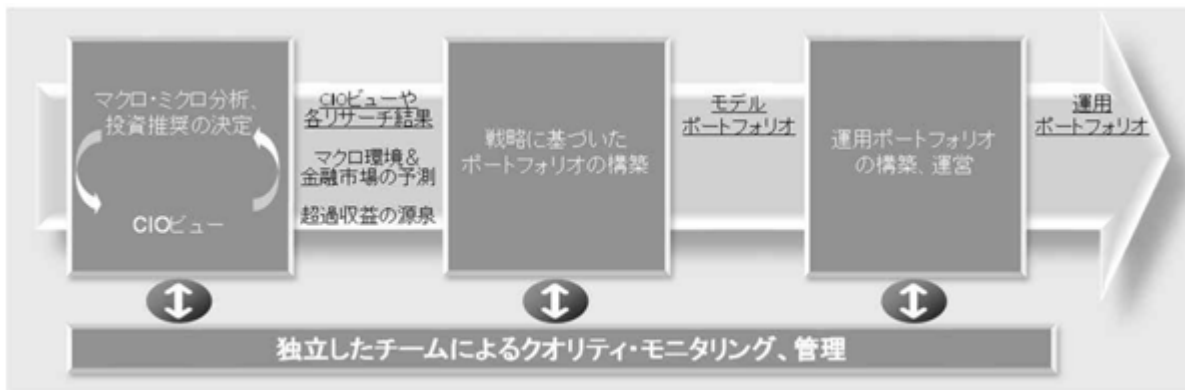 マクロ・ミクロ分析、
投資推奨の決定
CIOビュー
CIOビューや
各リサーチ結果
マクロ環境＆
金融市場の予測
超過収益の源泉
戦略に基づいた
ポートフォリオの構築
モデル
ポートフォリオ
運用ポートフォリオ
の構築、運営
運用
ポートフォリオ
独立したチームによるクオリティ・モニタリング、管理